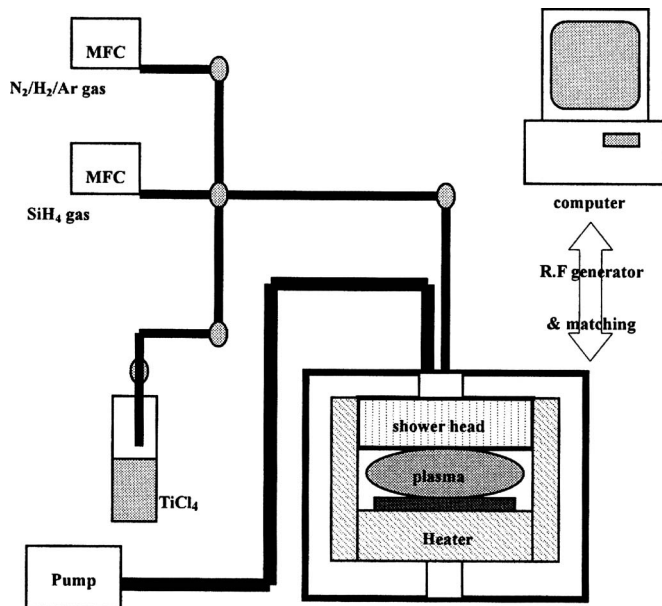 MFC
N₂/H₂/Ar gas
MFC
SiH₄ gas
computer
R.F generator
& matching
shower head
plasma
TiCl₄
Heater
Pump